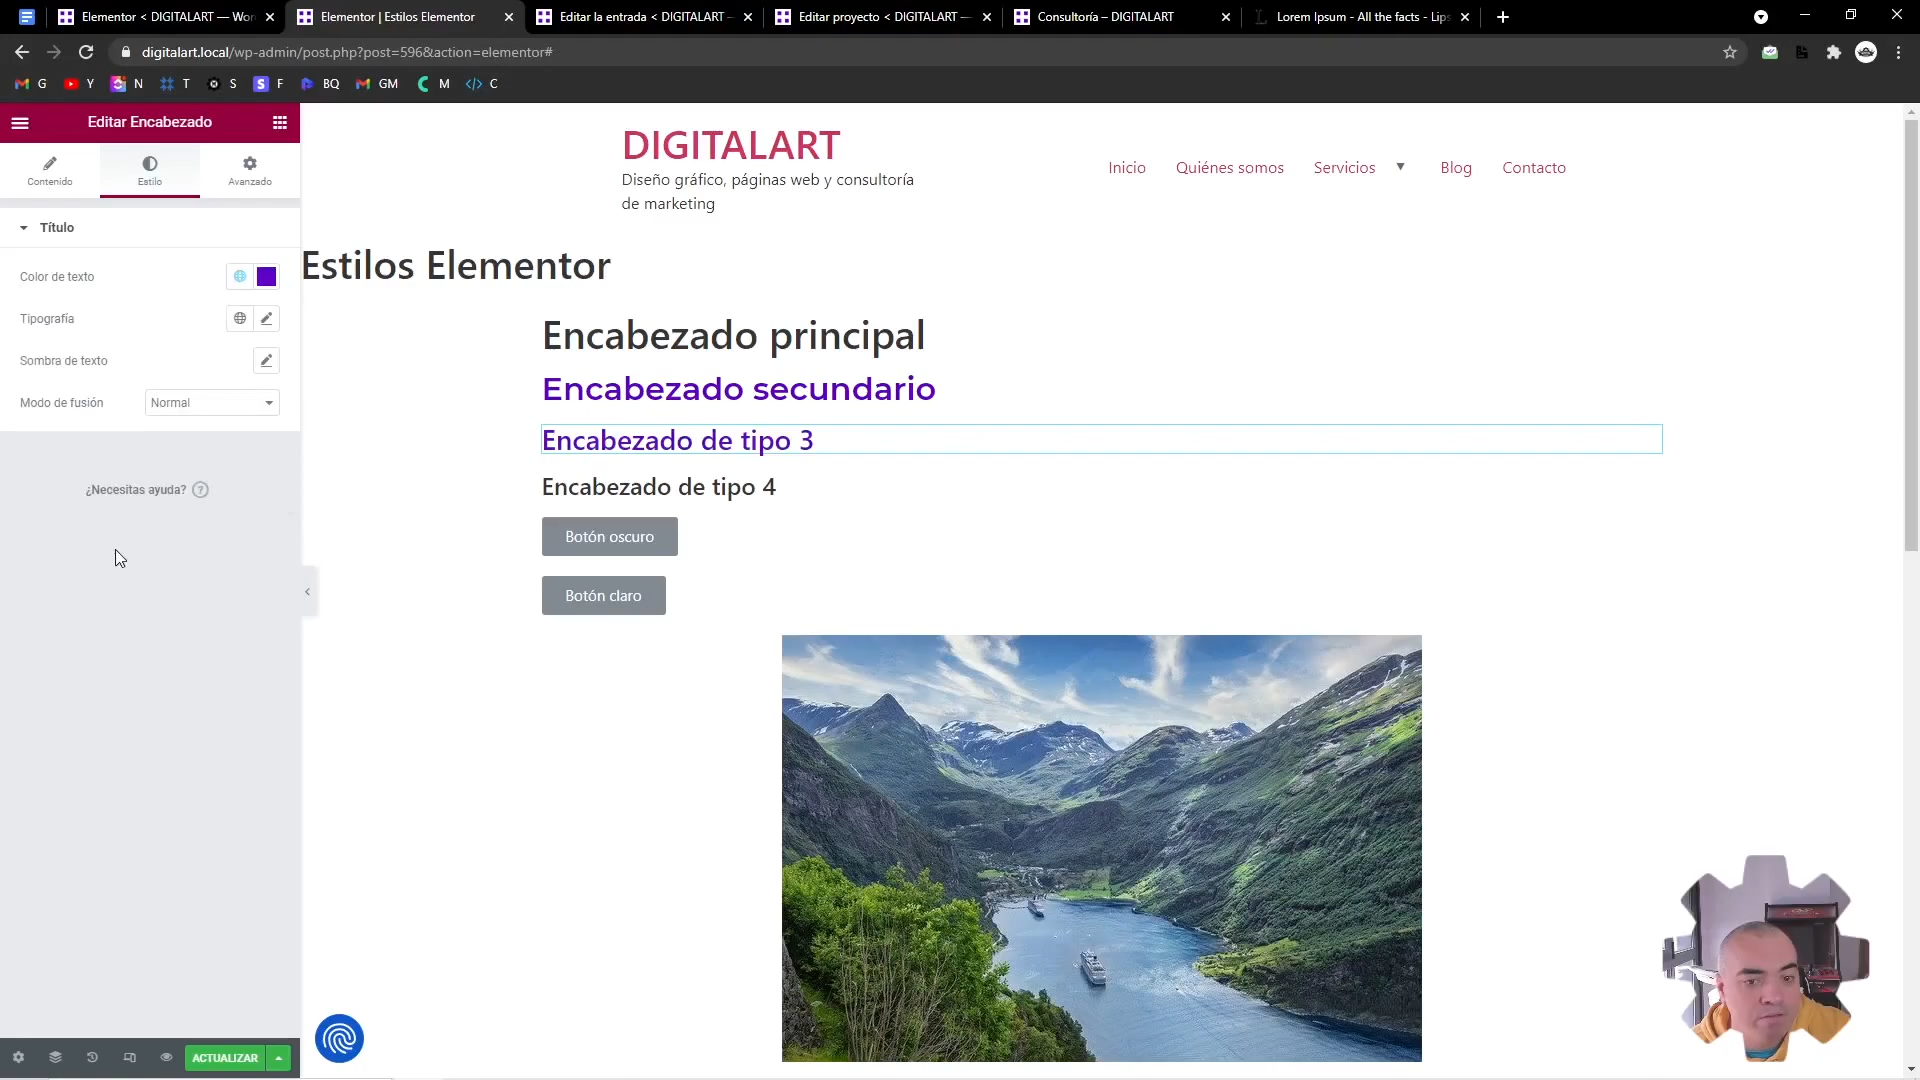 Elementor < DIGITALART — Wor
Elementor | Estilos Elementor
Editar la entrada < DIGITALART —
Editar proyecto < DIGITALART —
Consultoría – DIGITALART
Lorem Ipsum - All the facts - Lips
digitalart.local/wp-admin/post.php?post=596&action=elementor#
G Y N T S F BQ GM M C
Editar Encabezado
Contenido Estilo Avanzado
Título
Color de texto
Tipografía
Sombra de texto
Modo de fusión Normal
¿Necesitas ayuda? ?
ACTUALIZAR
DIGITALART
Diseño gráfico, páginas web y consultoría
de marketing
Inicio Quiénes somos Servicios Blog Contacto
Estilos Elementor
Encabezado principal
Encabezado secundario
Encabezado de tipo 3
Encabezado de tipo 4
Botón oscuro
Botón claro